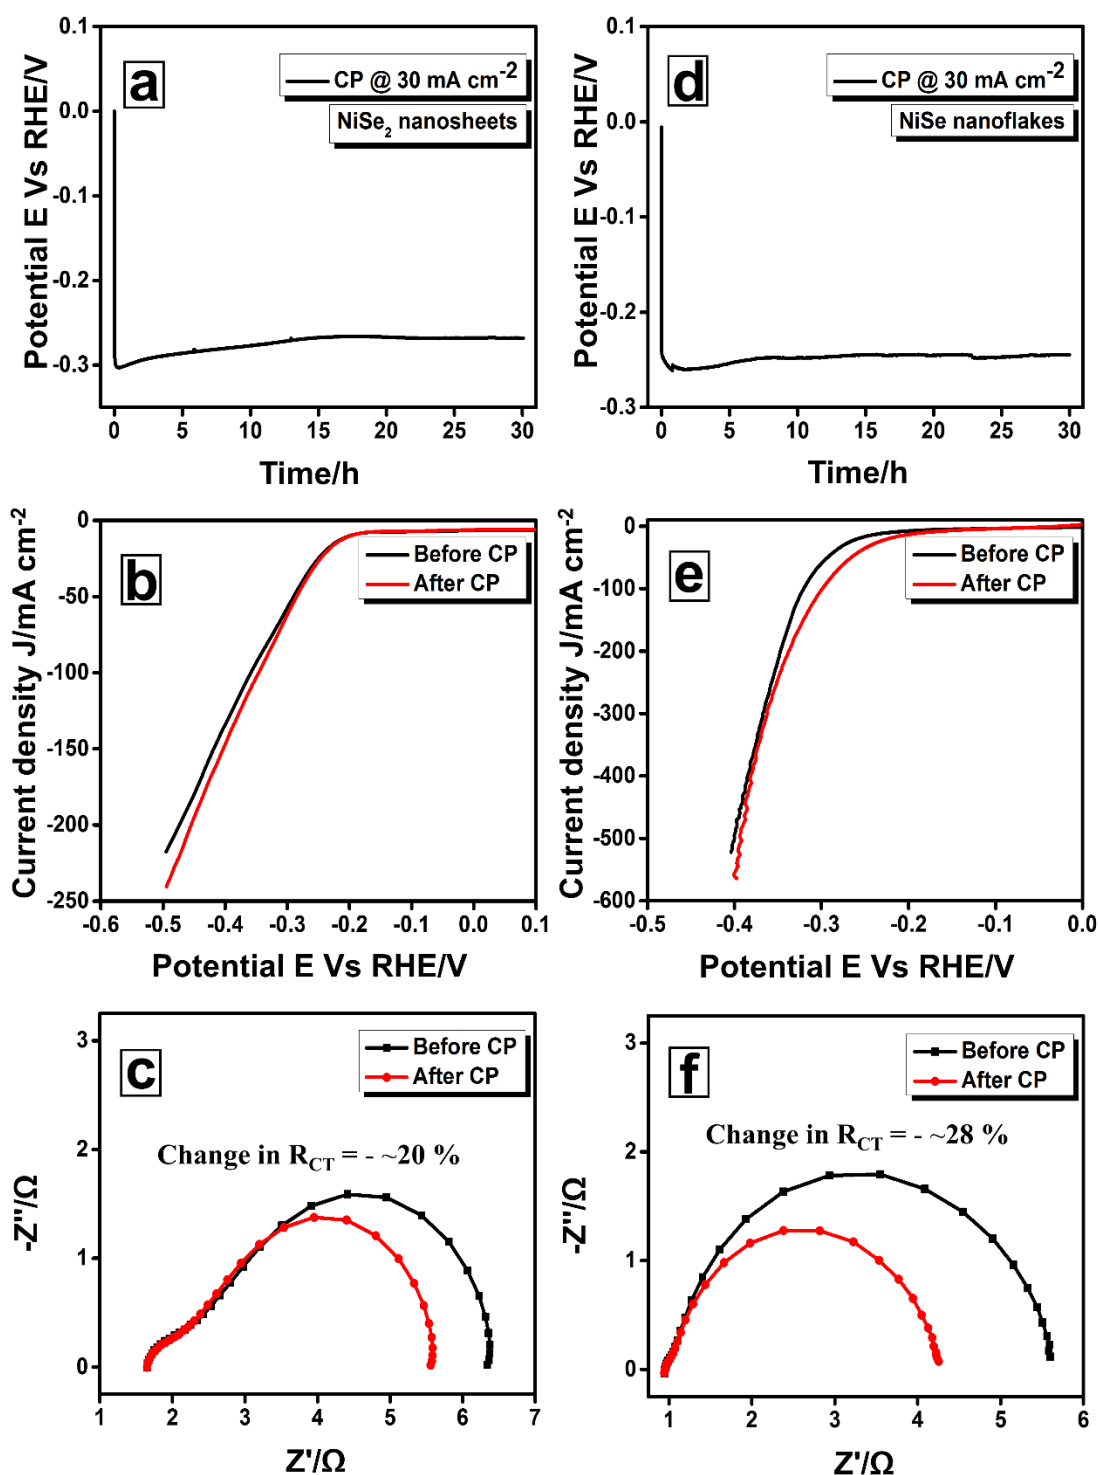 a
CP @ 30 mA cm⁻²
NiSe₂ nanosheets
0.1
0.0
-0.1
-0.2
-0.3
Potential E Vs RHE/V
0 5 10 15 20 25 30
Time/h
d
CP @ 30 mA cm⁻²
NiSe nanoflakes
0.1
0.0
-0.1
-0.2
-0.3
Potential E Vs RHE/V
0 5 10 15 20 25 30
Time/h
b
Before CP
After CP
0
-50
-100
-150
-200
-250
Current density J/mA cm⁻²
-0.6 -0.5 -0.4 -0.3 -0.2 -0.1 0.0 0.1
Potential E Vs RHE/V
e
Before CP
After CP
0
-100
-200
-300
-400
-500
-600
Current density J/mA cm⁻²
-0.5 -0.4 -0.3 -0.2 -0.1 0.0
Potential E Vs RHE/V
c
Before CP
After CP
Change in R_CT = - ~20 %
3
2
1
0
-Z''/Ω
1 2 3 4 5 6 7
Z'/Ω
f
Before CP
After CP
Change in R_CT = - ~28 %
3
2
1
0
-Z''/Ω
1 2 3 4 5 6
Z'/Ω